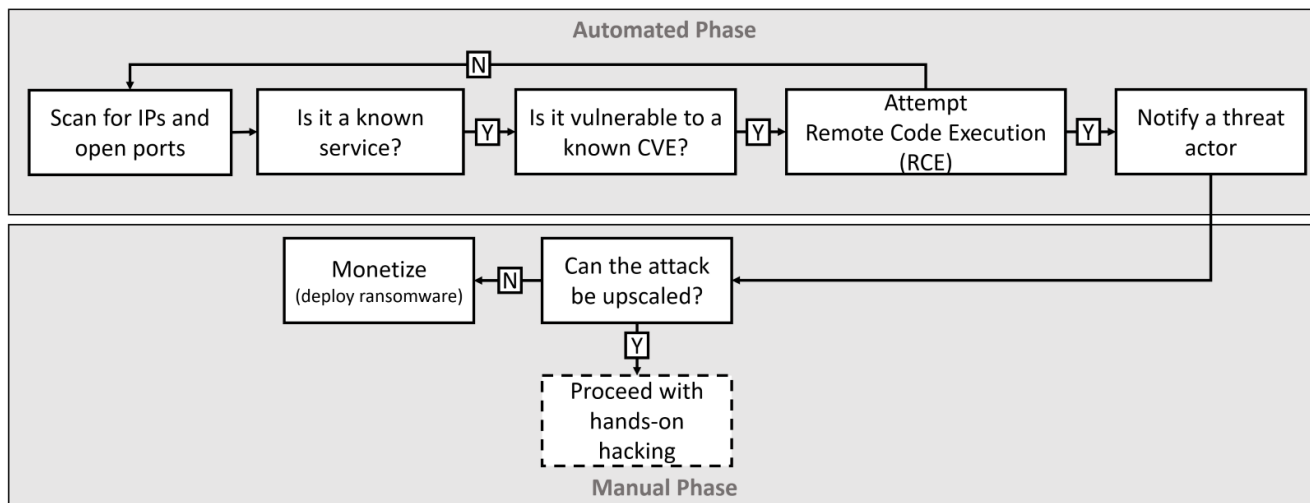 Automated Phase
N
Scan for IPs and
open ports
Is it a known
service?
Y
Is it vulnerable to a
known CVE?
Y
Attempt
Remote Code Execution
(RCE)
Y
Notify a threat
actor
Monetize
(deploy ransomware)
N
Can the attack
be upscaled?
Y
Proceed with
hands-on
hacking
Manual Phase